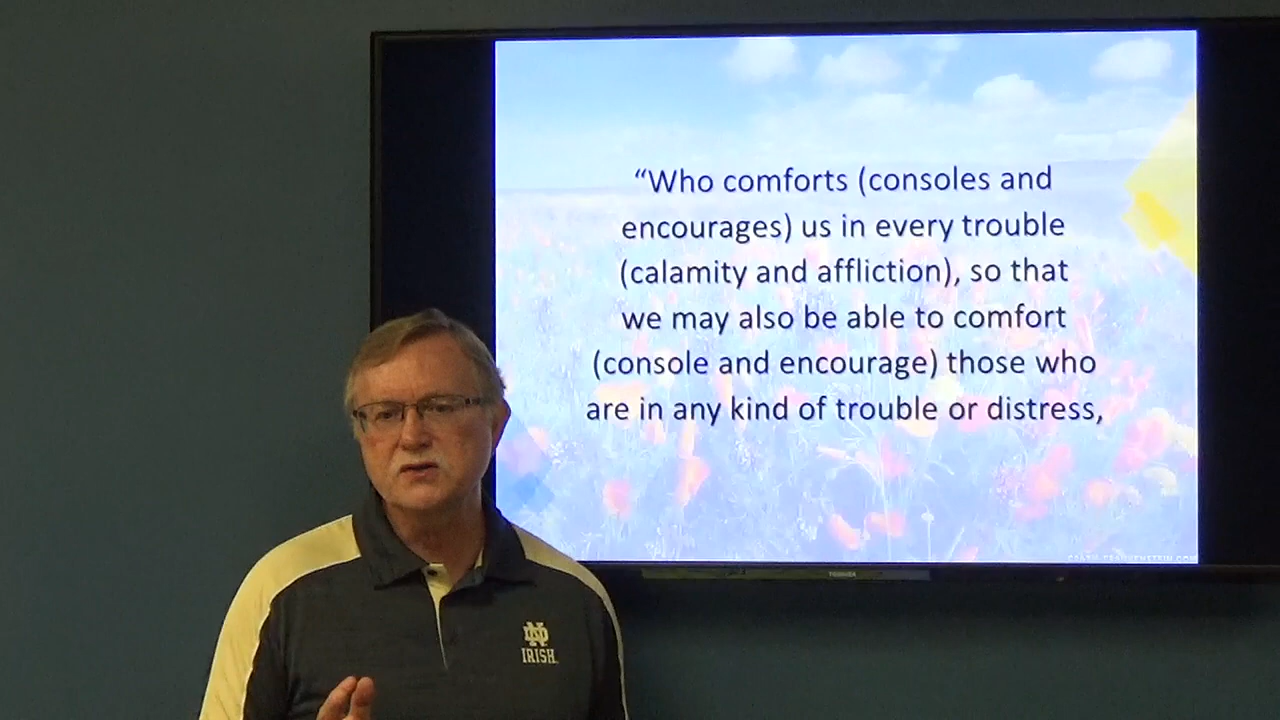 “Who comforts (consoles and
encourages) us in every trouble
(calamity and affliction), so that
we may also be able to comfort
(console and encourage) those who
are in any kind of trouble or distress,
TOSHIBA
ND
IRISH